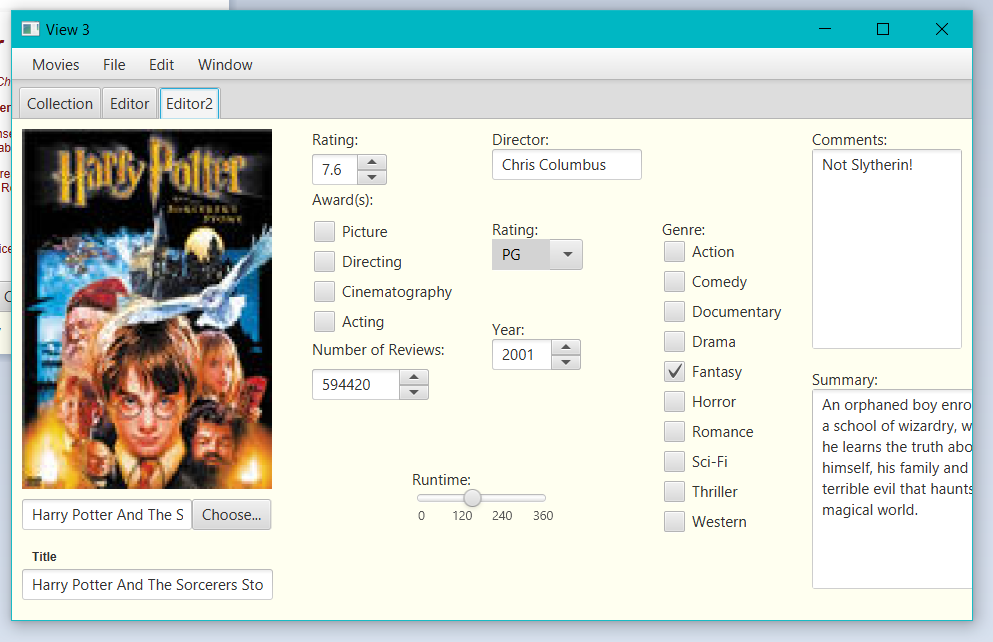 View 3
Movies File Edit Window
Collection Editor Editor2
Harry Potter
Rating:
7.6
Award(s):
Picture
Directing
Cinematography
Acting
Number of Reviews:
594420
Director:
Chris Columbus
Rating:
PG
Year:
2001
Runtime:
0 120 240 360
Genre:
Action
Comedy
Documentary
Drama
Fantasy
Horror
Romance
Sci-Fi
Thriller
Western
Comments:
Not Slytherin!
Summary:
An orphaned boy enro
a school of wizardry, w
he learns the truth abo
himself, his family and
terrible evil that haunts
magical world.
Harry Potter And The S
Choose...
Title
Harry Potter And The Sorcerers Sto